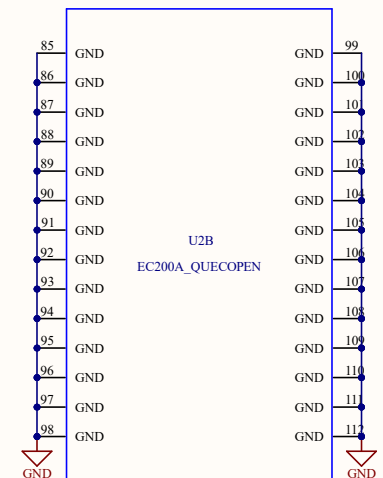 85 GND GND 99
86 GND GND 100
87 GND GND 101
88 GND GND 102
89 GND GND 103
90 GND GND 104
91 GND GND 105
U2B
92 GND GND 106
EC200A_QUECOPEN
93 GND GND 107
94 GND GND 108
95 GND GND 109
96 GND GND 110
97 GND GND 111
98 GND GND 112
GND GND